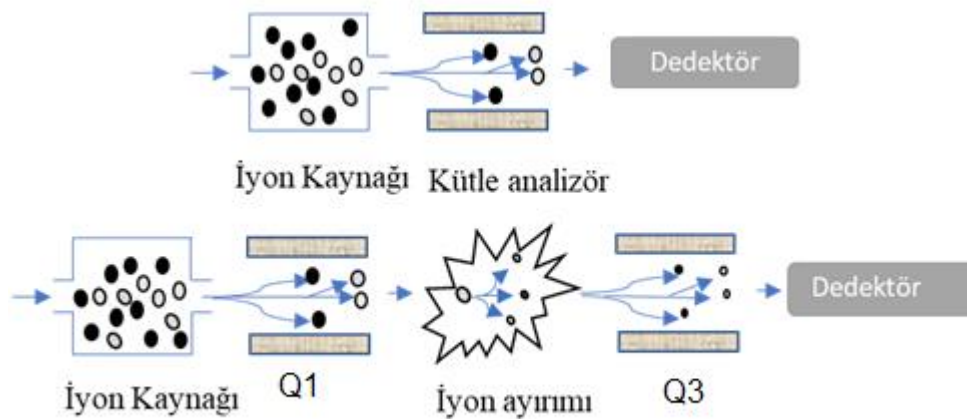 Dedektör
İyon Kaynağı Kütle analizör
Dedektör
İyon Kaynağı Q1 İyon ayırımı Q3